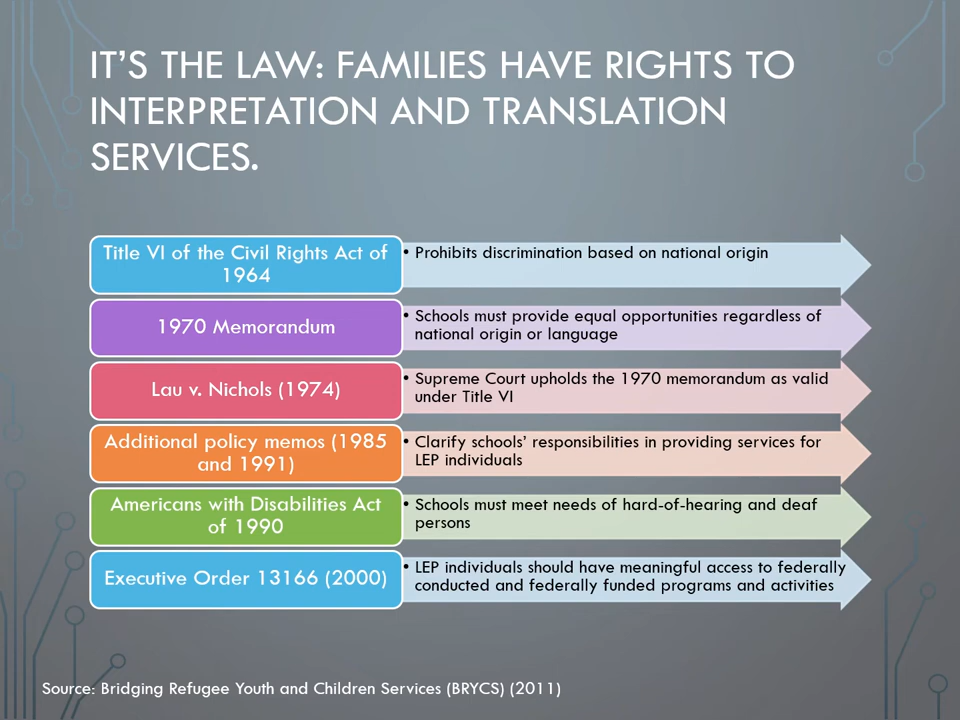 IT'S THE LAW: FAMILIES HAVE RIGHTS TO
INTERPRETATION AND TRANSLATION
SERVICES.
Title VI of the Civil Rights Act of
1964
• Prohibits discrimination based on national origin
1970 Memorandum
• Schools must provide equal opportunities regardless of
national origin or language
Lau v. Nichols (1974)
• Supreme Court upholds the 1970 memorandum as valid
under Title VI
Additional policy memos (1985
and 1991)
• Clarify schools' responsibilities in providing services for
LEP individuals
Americans with Disabilities Act
of 1990
• Schools must meet needs of hard-of-hearing and deaf
persons
Executive Order 13166 (2000)
• LEP individuals should have meaningful access to federally
conducted and federally funded programs and activities
Source: Bridging Refugee Youth and Children Services (BRYCS) (2011)